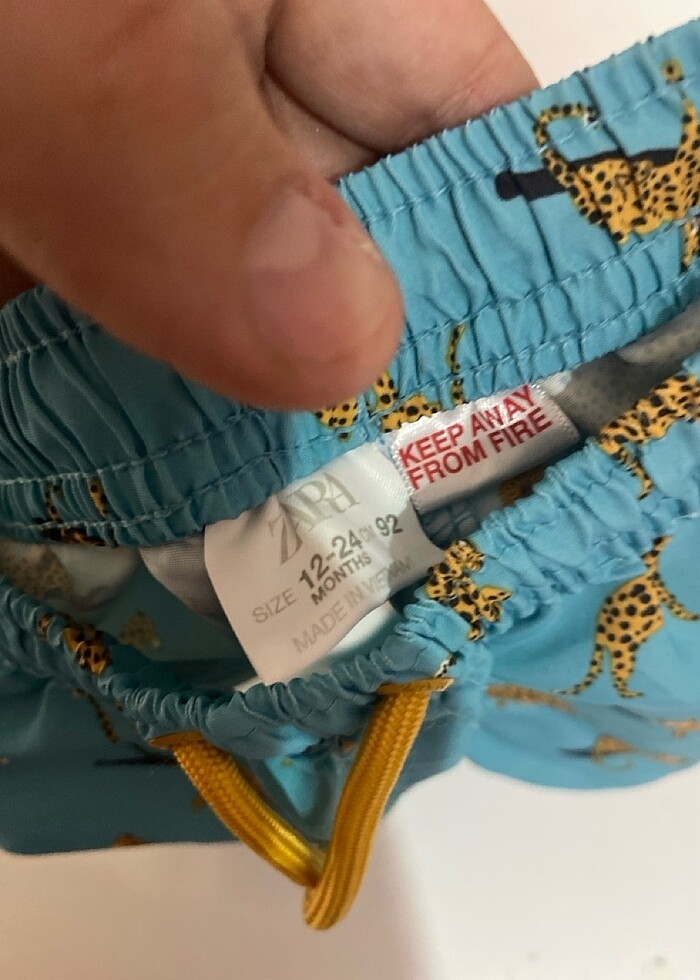 KEEP AWAY
FROM FIRE
ZARA
SIZE 12-24 CM 92
MONTHS
MADE IN VIETNAM